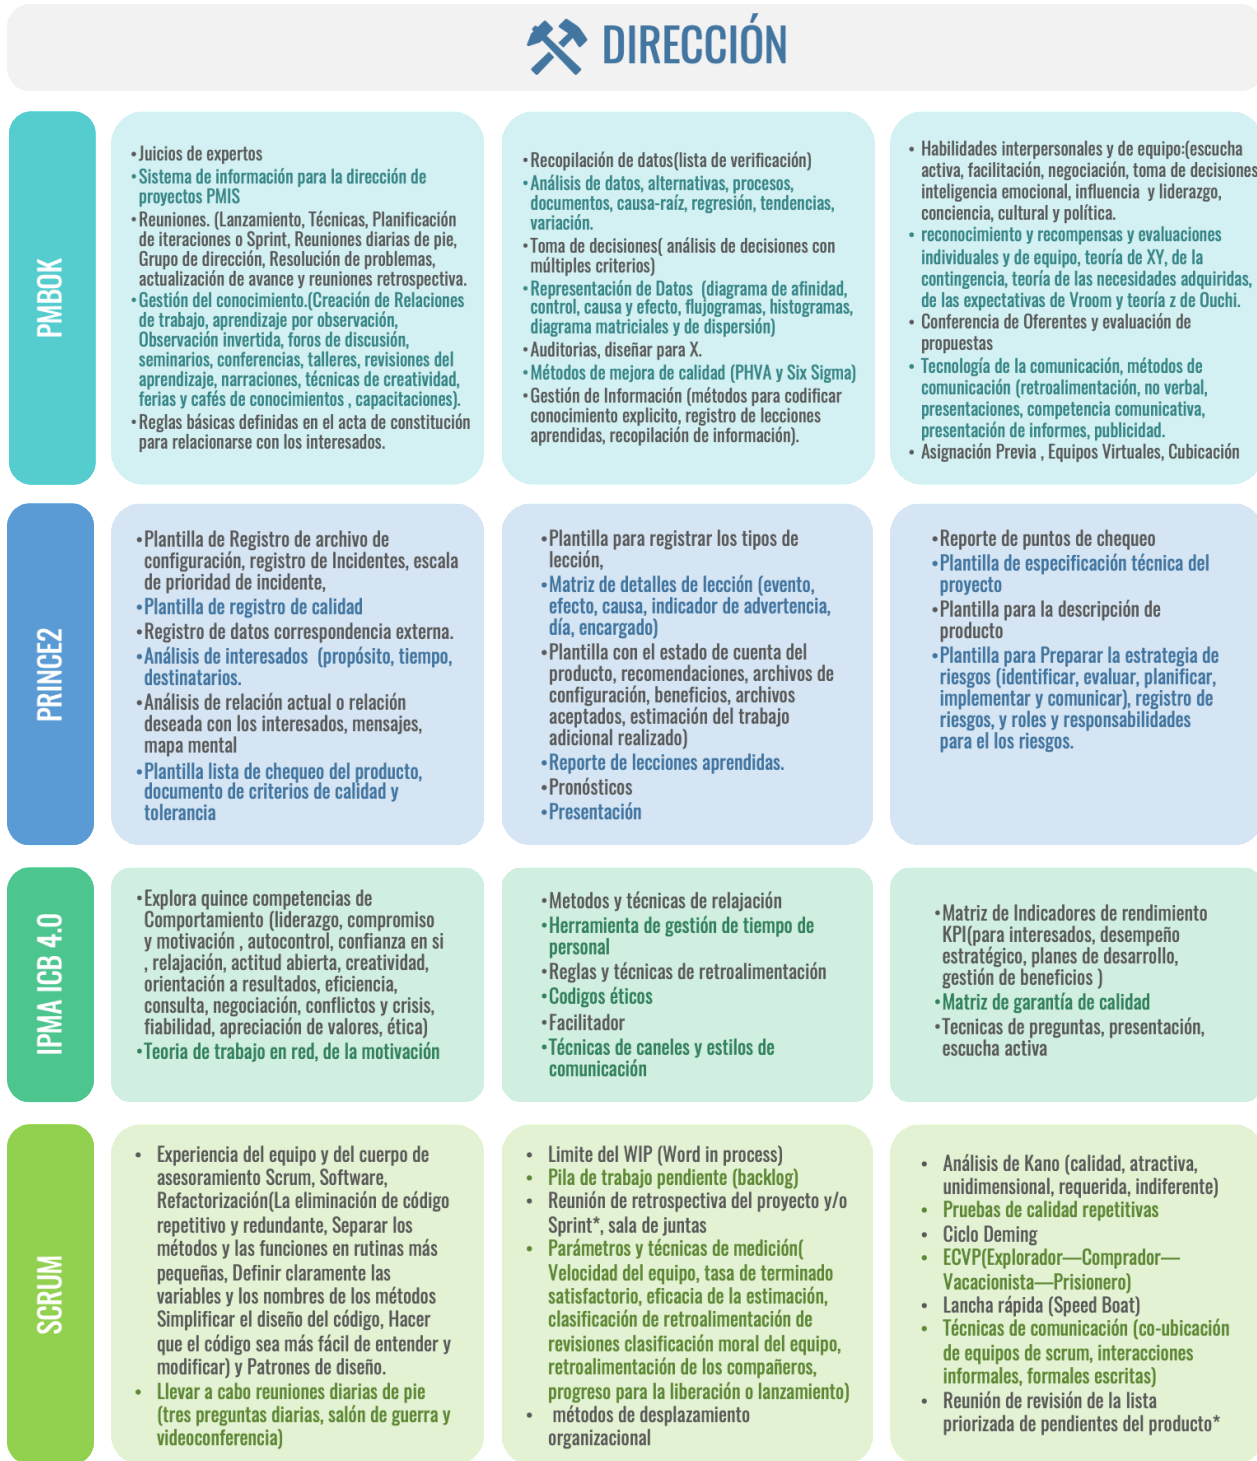 DIRECCIÓN
PMBOK
•Juicios de expertos
•Sistema de información para la dirección de
proyectos PMIS
•Reuniones. (Lanzamiento, Técnicas, Planificación
de iteraciones o Sprint, Reuniones diarias de pie,
Grupo de dirección, Resolución de problemas,
actualización de avance y reuniones retrospectiva.
•Gestión del conocimiento.(Creación de Relaciones
de trabajo, aprendizaje por observación,
Observación invertida, foros de discusión,
seminarios, conferencias, talleres, revisiones del
aprendizaje, narraciones, técnicas de creatividad,
ferias y cafés de conocimientos , capacitaciones).
•Reglas básicas definidas en el acta de constitución
para relacionarse con los interesados.
•Recopilación de datos(lista de verificación)
•Análisis de datos, alternativas, procesos,
documentos, causa-raíz, regresión, tendencias,
variación.
•Toma de decisiones( análisis de decisiones con
múltiples criterios)
•Representación de Datos (diagrama de afinidad,
control, causa y efecto, flujogramas, histogramas,
diagrama matriciales y de dispersión)
•Auditorias, diseñar para X.
•Métodos de mejora de calidad (PHVA y Six Sigma)
•Gestión de Información (métodos para codificar
conocimiento explicito, registro de lecciones
aprendidas, recopilación de información).
• Habilidades interpersonales y de equipo:(escucha
activa, facilitación, negociación, toma de decisiones
inteligencia emocional, influencia y liderazgo,
conciencia, cultural y política.
• reconocimiento y recompensas y evaluaciones
individuales y de equipo, teoría de XY, de la
contingencia, teoría de las necesidades adquiridas,
de las expectativas de Vroom y teoría z de Ouchi.
• Conferencia de Oferentes y evaluación de
propuestas
• Tecnología de la comunicación, métodos de
comunicación (retroalimentación, no verbal,
presentaciones, competencia comunicativa,
presentación de informes, publicidad.
• Asignación Previa , Equipos Virtuales, Cubicación
PRINCE2
•Plantilla de Registro de archivo de
configuración, registro de Incidentes, escala
de prioridad de incidente,
•Plantilla de registro de calidad
•Registro de datos correspondencia externa.
•Análisis de interesados (propósito, tiempo,
destinatarios.
•Análisis de relación actual o relación
deseada con los interesados, mensajes,
mapa mental
•Plantilla lista de chequeo del producto,
documento de criterios de calidad y
tolerancia
•Plantilla para registrar los tipos de
lección,
•Matriz de detalles de lección (evento,
efecto, causa, indicador de advertencia,
día, encargado)
•Plantilla con el estado de cuenta del
producto, recomendaciones, archivos de
configuración, beneficios, archivos
aceptados, estimación del trabajo
adicional realizado)
•Reporte de lecciones aprendidas.
•Pronósticos
•Presentación
•Reporte de puntos de chequeo
•Plantilla de especificación técnica del
proyecto
•Plantilla para la descripción de
producto
•Plantilla para Preparar la estrategia de
riesgos (identificar, evaluar, planificar,
implementar y comunicar), registro de
riesgos, y roles y responsabilidades
para el los riesgos.
IPMA ICB 4.0
•Explora quince competencias de
Comportamiento (liderazgo, compromiso
y motivación , autocontrol, confianza en si
, relajación, actitud abierta, creatividad,
orientación a resultados, eficiencia,
consulta, negociación, conflictos y crisis,
fiabilidad, apreciación de valores, ética)
•Teoria de trabajo en red, de la motivación
•Metodos y técnicas de relajación
•Herramienta de gestión de tiempo de
personal
•Reglas y técnicas de retroalimentación
•Codigos éticos
•Facilitador
•Técnicas de caneles y estilos de
comunicación
•Matriz de Indicadores de rendimiento
KPI(para interesados, desempeño
estratégico, planes de desarrollo,
gestión de beneficios )
•Matriz de garantía de calidad
•Tecnicas de preguntas, presentación,
escucha activa
SCRUM
• Experiencia del equipo y del cuerpo de
asesoramiento Scrum, Software,
Refactorización(La eliminación de código
repetitivo y redundante, Separar los
métodos y las funciones en rutinas más
pequeñas, Definir claramente las
variables y los nombres de los métodos
Simplificar el diseño del código, Hacer
que el código sea más fácil de entender y
modificar) y Patrones de diseño.
• Llevar a cabo reuniones diarias de pie
(tres preguntas diarias, salón de guerra y
videoconferencia)
• Limite del WIP (Word in process)
• Pila de trabajo pendiente (backlog)
• Reunión de retrospectiva del proyecto y/o
Sprint*, sala de juntas
• Parámetros y técnicas de medición(
Velocidad del equipo, tasa de terminado
satisfactorio, eficacia de la estimación,
clasificación de retroalimentación de
revisiones clasificación moral del equipo,
retroalimentación de los compañeros,
progreso para la liberación o lanzamiento)
• métodos de desplazamiento
organizacional
• Análisis de Kano (calidad, atractiva,
unidimensional, requerida, indiferente)
• Pruebas de calidad repetitivas
• Ciclo Deming
• ECVP(Explorador—Comprador—
Vacacionista—Prisionero)
• Lancha rápida (Speed Boat)
• Técnicas de comunicación (co-ubicación
de equipos de scrum, interacciones
informales, formales escritas)
• Reunión de revisión de la lista
priorizada de pendientes del producto*